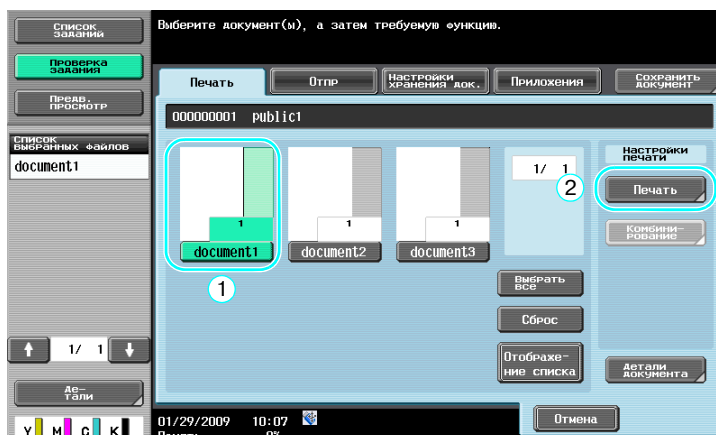 Список
заданий
Выберите документ(ы), а затем требуемую функцию.
Проверка
задания
Предв.
просмотр
Печать
Отпр
Настройки
хранения док.
Приложения
Сохранить
документ
000000001 public1
Список
выбранных файлов
document1
1
document1
1
document2
1
document3
1/ 1
2
Настройки
печати
Печать
Комбини-
рование
1
Выбрать
все
Сброс
Отображе-
ние списка
Детали
документа
1/ 1
Де-
тали
Отмена
01/29/2009 10:07
Y M C K